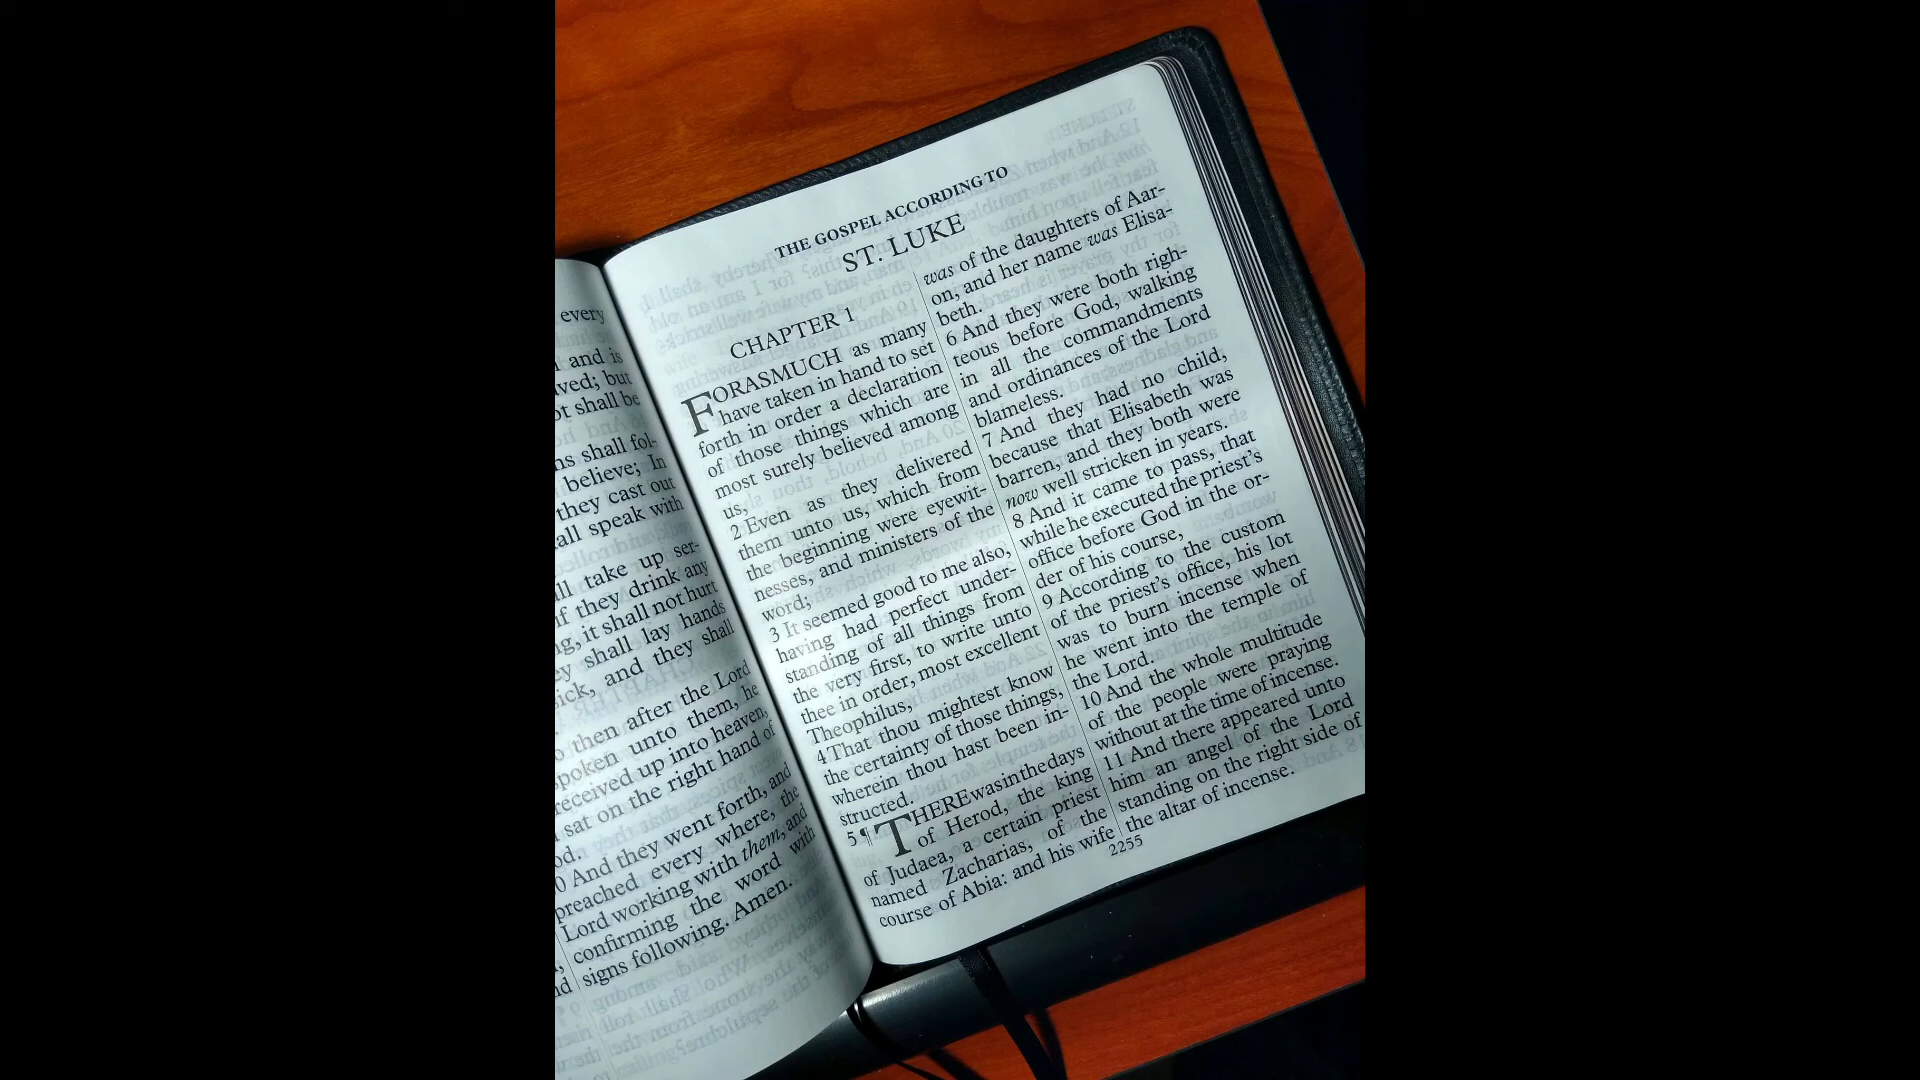 every
and is
ved; but
ot shall be
ns shall fol-
believe; In
they cast out
all speak with
all take up ser-
if they drink any
ng, it shall not hurt
ey shall lay hands
sick, and they shall
o then after the Lord
spoken unto them, he
received up into heaven,
sat on the right hand of
od.
0 And they went forth, and
preached every where, the
Lord working with them, and
confirming the word with
signs following. Amen.
THE GOSPEL ACCORDING TO
ST. LUKE
CHAPTER 1
FORASMUCH as many
have taken in hand to set
forth in order a declaration
of those things which are
most surely believed among
us,
2 Even as they delivered
them unto us, which from
the beginning were eyewit-
nesses, and ministers of the
word;
3 It seemed good to me also,
having had perfect under-
standing of all things from
the very first, to write unto
thee in order, most excellent
Theophilus,
4 That thou mightest know
the certainty of those things,
wherein thou hast been in-
structed.
5 ¶ THERE was in the days
of Herod, the king
of Judaea, a certain priest
named Zacharias, of the
course of Abia: and his wife
was of the daughters of Aar-
on, and her name was Elisa-
beth.
6 And they were both righ-
teous before God, walking
in all the commandments
and ordinances of the Lord
blameless.
7 And they had no child,
because that Elisabeth was
barren, and they both were
now well stricken in years.
8 And it came to pass, that
while he executed the priest's
office before God in the or-
der of his course,
9 According to the custom
of the priest's office, his lot
was to burn incense when
he went into the temple of
the Lord.
10 And the whole multitude
of the people were praying
without at the time of incense.
11 And there appeared unto
him an angel of the Lord
standing on the right side of
the altar of incense.
2255